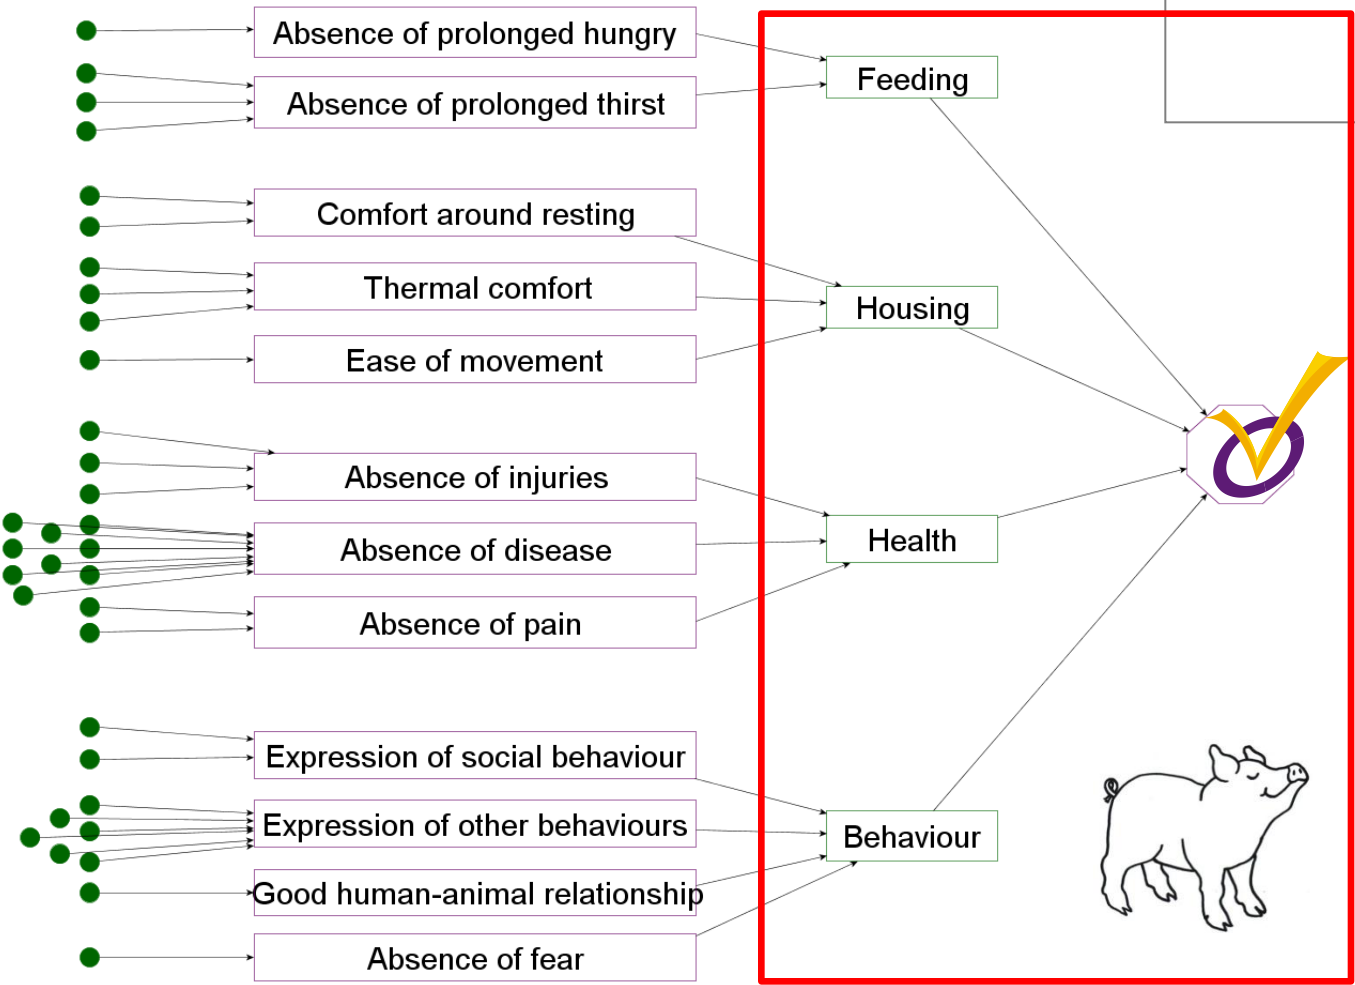 Absence of prolonged hungry
Absence of prolonged thirst
Feeding
Comfort around resting
Thermal comfort
Ease of movement
Housing
Absence of injuries
Absence of disease
Absence of pain
Health
Expression of social behaviour
Expression of other behaviours
Good human-animal relationship
Absence of fear
Behaviour